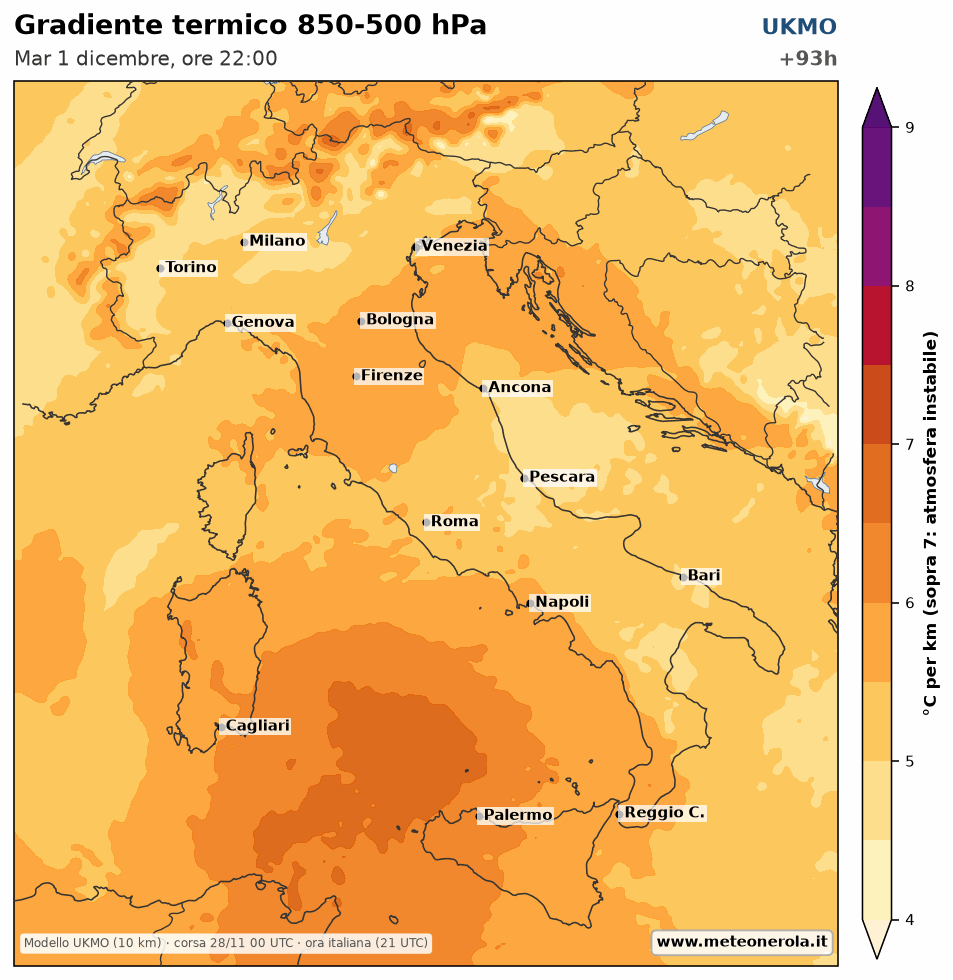 Gradiente termico 850-500 hPa
UKMO
Mar 1 dicembre, ore 22:00
+93h
Milano
Venezia
Torino
Genova
Bologna
Firenze
Ancona
Pescara
Roma
Bari
Napoli
Cagliari
Palermo
Reggio C.
9
8
7
6
5
4
°C per km (sopra 7: atmosfera instabile)
Modello UKMO (10 km) · corsa 28/11 00 UTC · ora italiana (21 UTC)
www.meteonerola.it